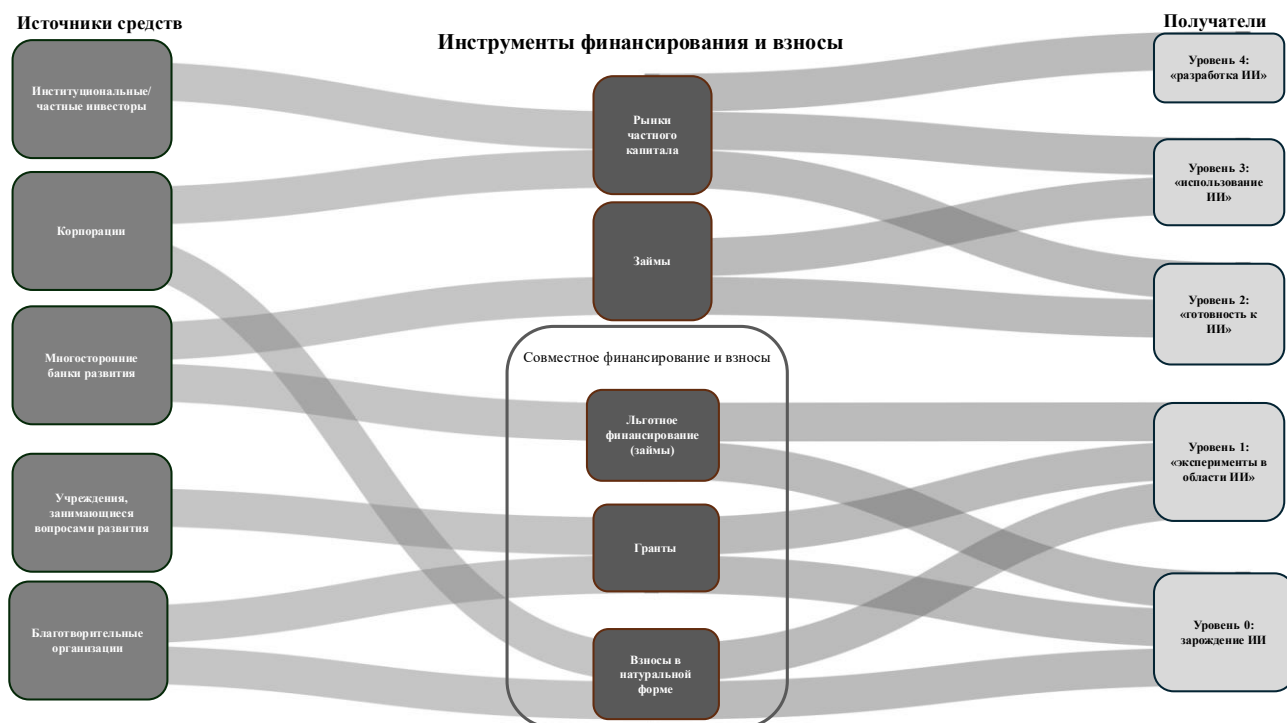 Источники средств
Инструменты финансирования и взносы
Получатели
Институциональные/
частные инвесторы
Корпорации
Многосторонние
банки развития
Учреждения,
занимающиеся
вопросами развития
Благотворительные
организации
Рынки
частного
капитала
Займы
Совместное финансирование и взносы
Льготное
финансирование
(займы)
Гранты
Взносы в
натуральной
форме
Уровень 4:
«разработка ИИ»
Уровень 3:
«использование
ИИ»
Уровень 2:
«готовность к
ИИ»
Уровень 1:
«эксперименты в
области ИИ»
Уровень 0:
зарождение ИИ